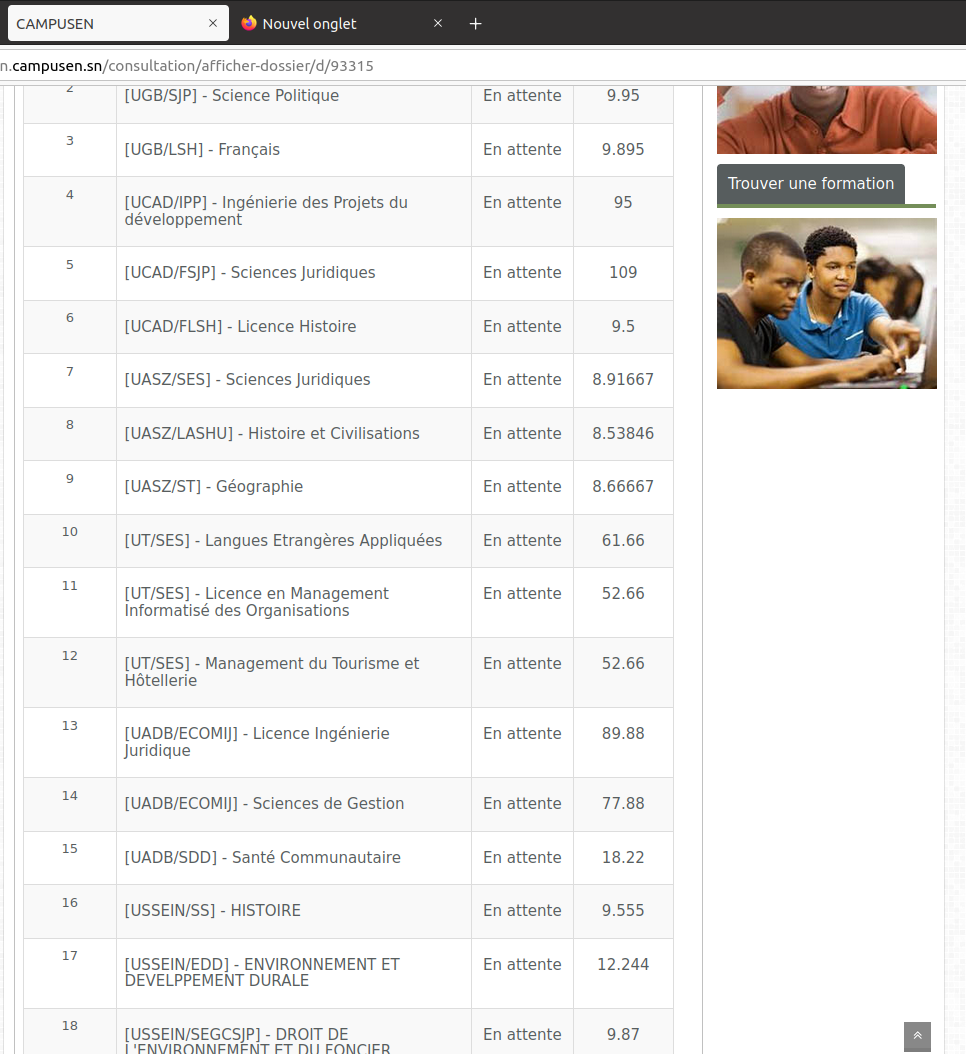 CAMPUSEN
Nouvel onglet
n.campusen.sn/consultation/afficher-dossier/d/93315
2 [UGB/SJP] - Science Politique En attente 9.95
3 [UGB/LSH] - Français En attente 9.895
4 [UCAD/IPP] - Ingénierie des Projets du En attente 95
développement
5 [UCAD/FSJP] - Sciences Juridiques En attente 109
6 [UCAD/FLSH] - Licence Histoire En attente 9.5
7 [UASZ/SES] - Sciences Juridiques En attente 8.91667
8 [UASZ/LASHU] - Histoire et Civilisations En attente 8.53846
9 [UASZ/ST] - Géographie En attente 8.66667
10 [UT/SES] - Langues Etrangères Appliquées En attente 61.66
11 [UT/SES] - Licence en Management En attente 52.66
Informatisé des Organisations
12 [UT/SES] - Management du Tourisme et En attente 52.66
Hôtellerie
13 [UADB/ECOMIJ] - Licence Ingénierie En attente 89.88
Juridique
14 [UADB/ECOMIJ] - Sciences de Gestion En attente 77.88
15 [UADB/SDD] - Santé Communautaire En attente 18.22
16 [USSEIN/SS] - HISTOIRE En attente 9.555
17 [USSEIN/EDD] - ENVIRONNEMENT ET En attente 12.244
DEVELPPEMENT DURALE
18 [USSEIN/SEGCSJP] - DROIT DE En attente 9.87
L'ENVIRONNEMENT ET DU FONCIER
Trouver une formation